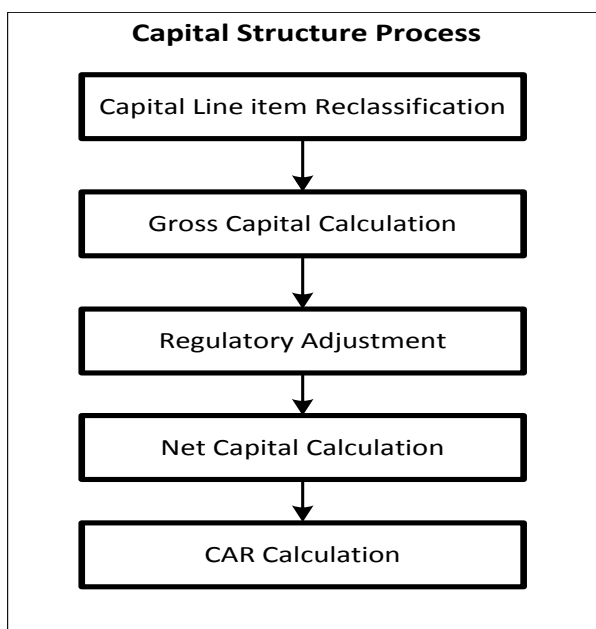 Capital Structure Process
Capital Line item Reclassification
Gross Capital Calculation
Regulatory Adjustment
Net Capital Calculation
CAR Calculation